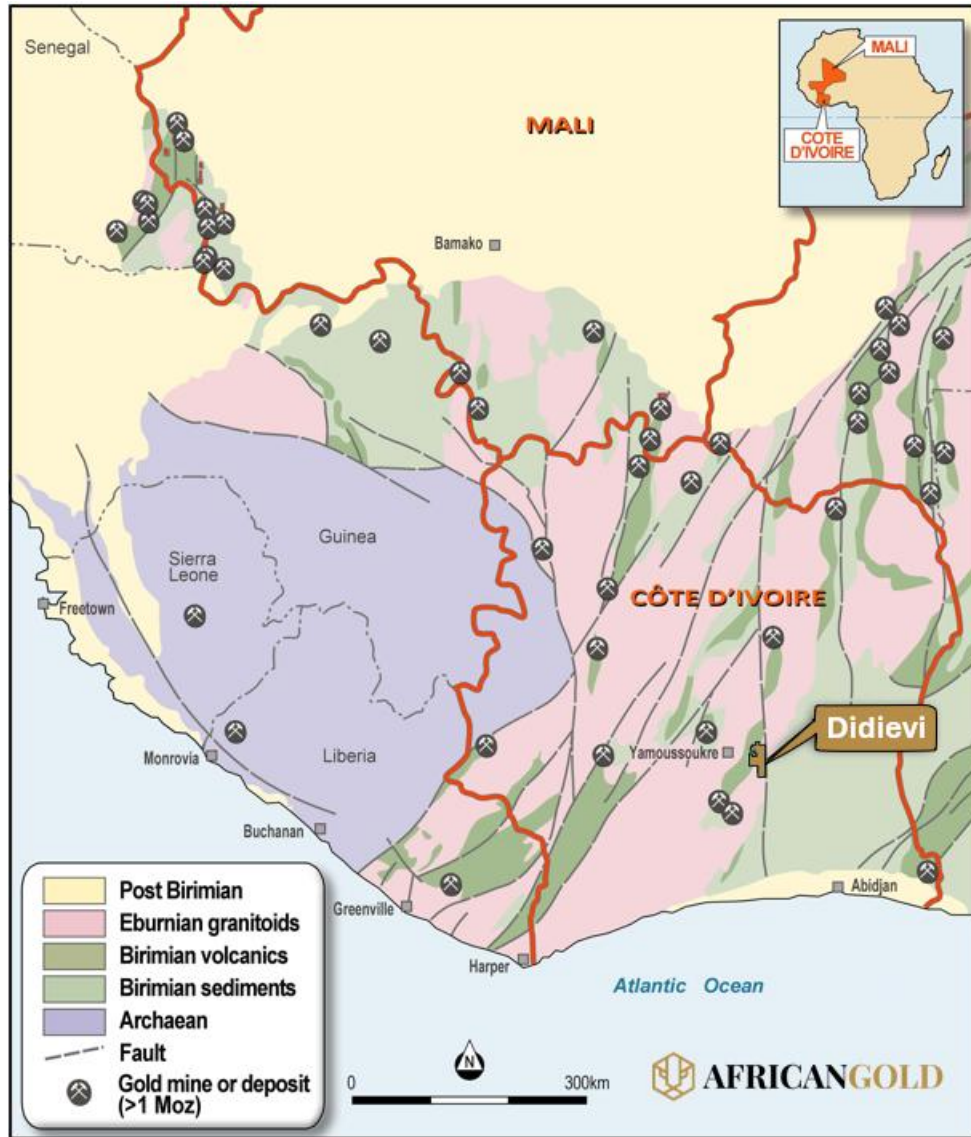 Senegal
MALI
MALI
COTE
D'IVOIRE
Bamako
Guinea
Sierra
Leone
Freetown
CÔTE D'IVOIRE
Didievi
Yamoussoukre
Monrovia
Liberia
Buchanan
Abidjan
Greenville
Harper
Atlantic Ocean
Post Birimian
Eburnian granitoids
Birimian volcanics
Birimian sediments
Archaean
Fault
Gold mine or deposit
(>1 Moz)
N
0 300km
AFRICANGOLD